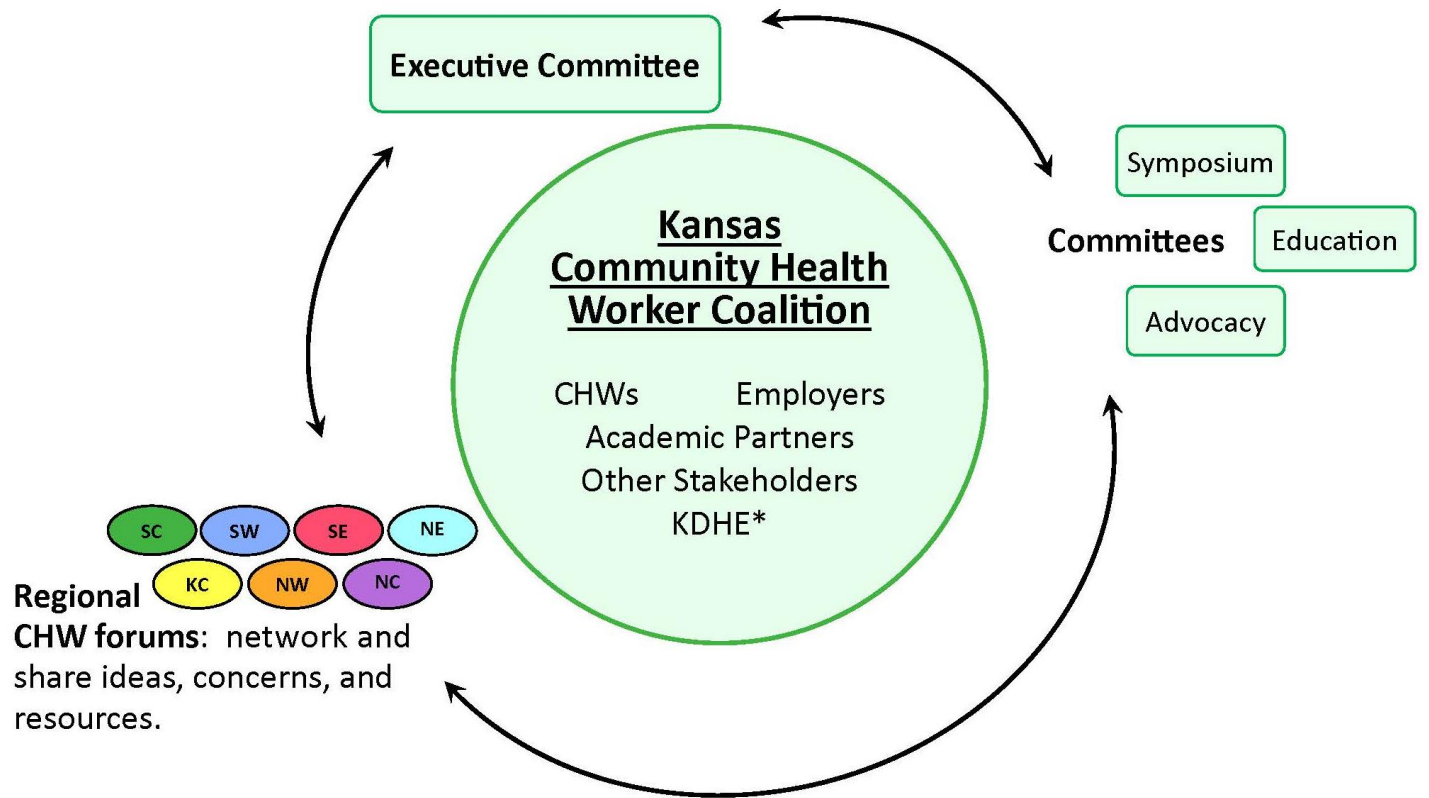 Executive Committee
Symposium
Committees
Education
Advocacy
Kansas
Community Health
Worker Coalition
CHWs Employers
Academic Partners
Other Stakeholders
KDHE*
SC SW SE NE
KC NW NC
Regional
CHW forums: network and
share ideas, concerns, and
resources.